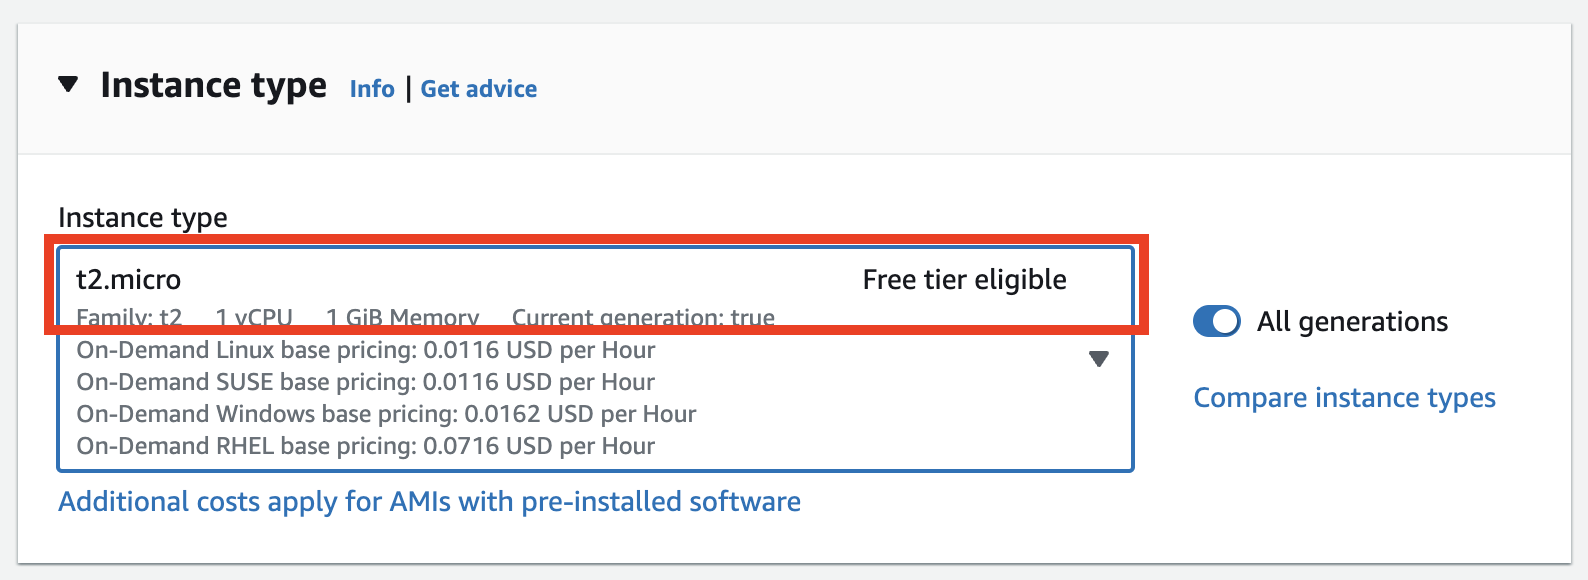 Instance type Info | Get advice
Instance type
t2.micro Free tier eligible
Family: t2 1 vCPU 1 GiB Memory Current generation: true
On-Demand Linux base pricing: 0.0116 USD per Hour
On-Demand SUSE base pricing: 0.0116 USD per Hour
On-Demand Windows base pricing: 0.0162 USD per Hour
On-Demand RHEL base pricing: 0.0716 USD per Hour
All generations
Compare instance types
Additional costs apply for AMIs with pre-installed software